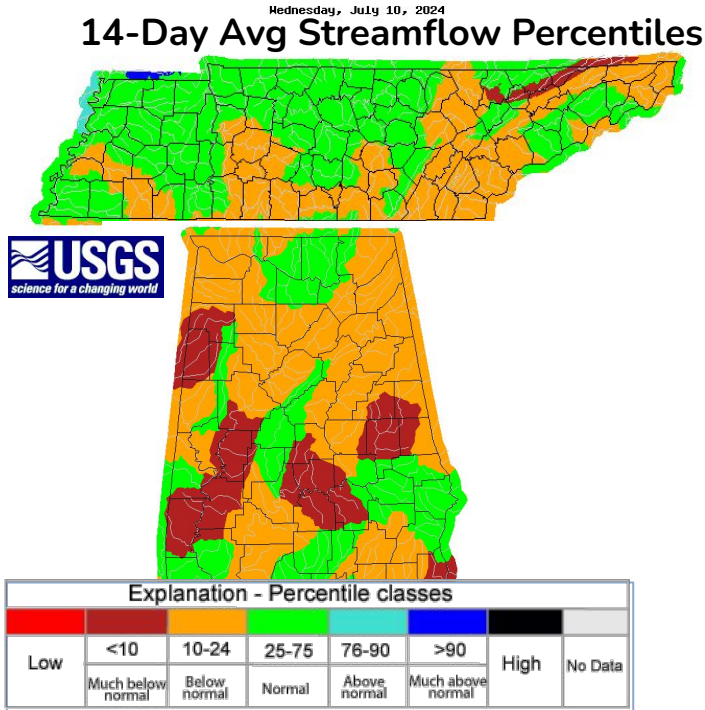 Wednesday, July 10, 2024
14-Day Avg Streamflow Percentiles
USGS
science for a changing world
Explanation - Percentile classes
Low
<10
10-24
25-75
76-90
>90
High
No Data
Much below normal
Below normal
Normal
Above normal
Much above normal